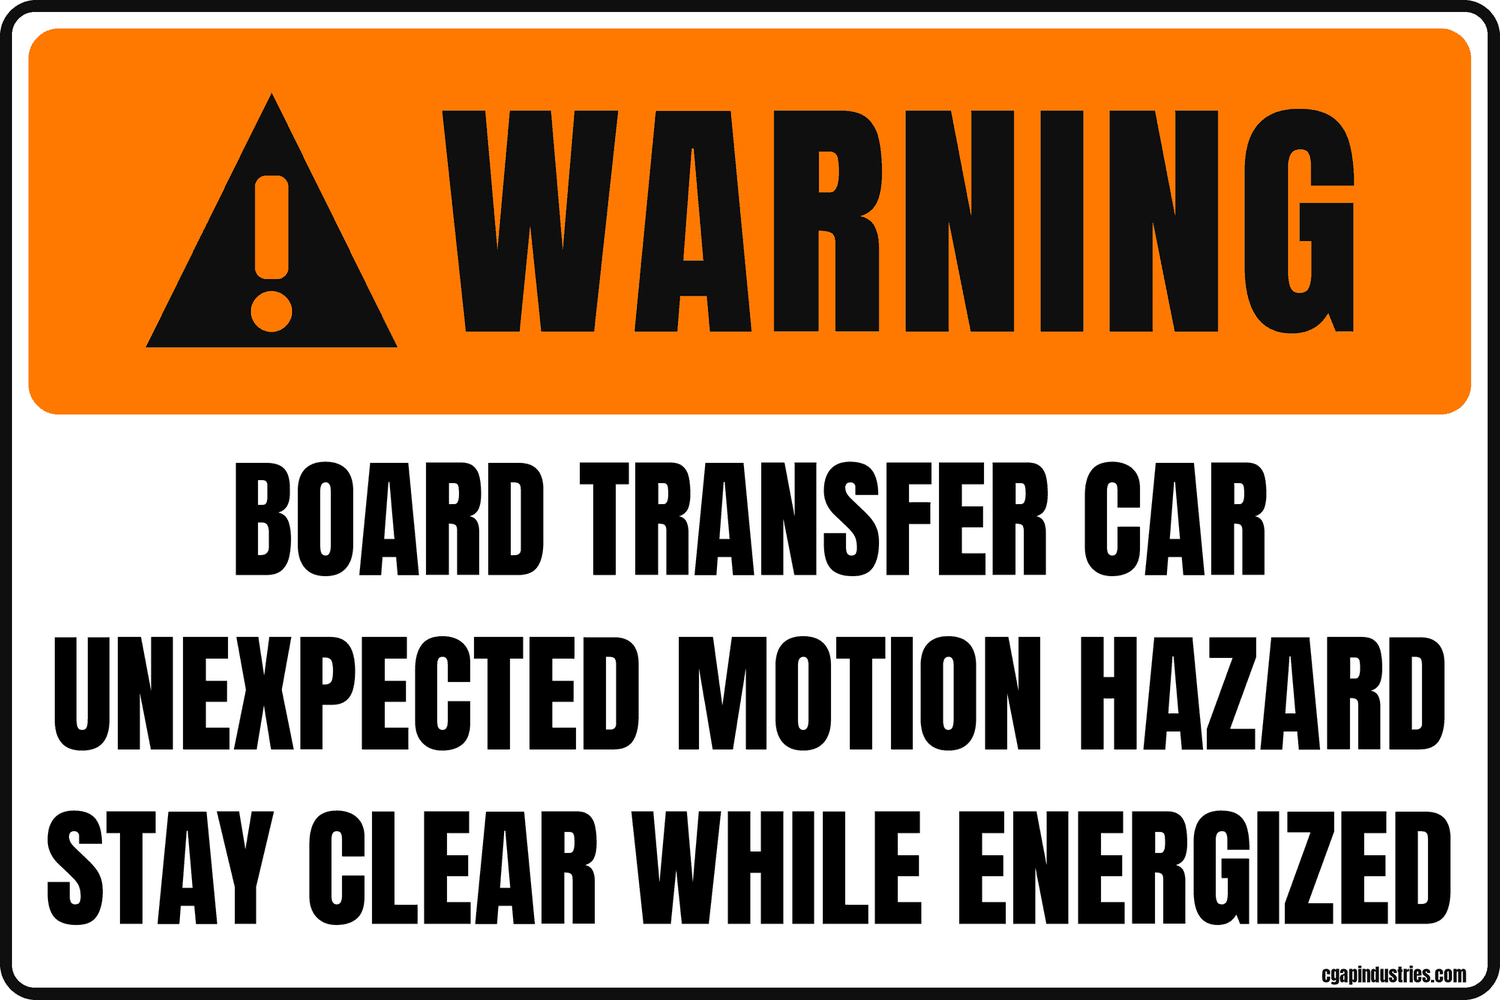 WARNING
BOARD TRANSFER CAR
UNEXPECTED MOTION HAZARD
STAY CLEAR WHILE ENERGIZED
cgapindustries.com